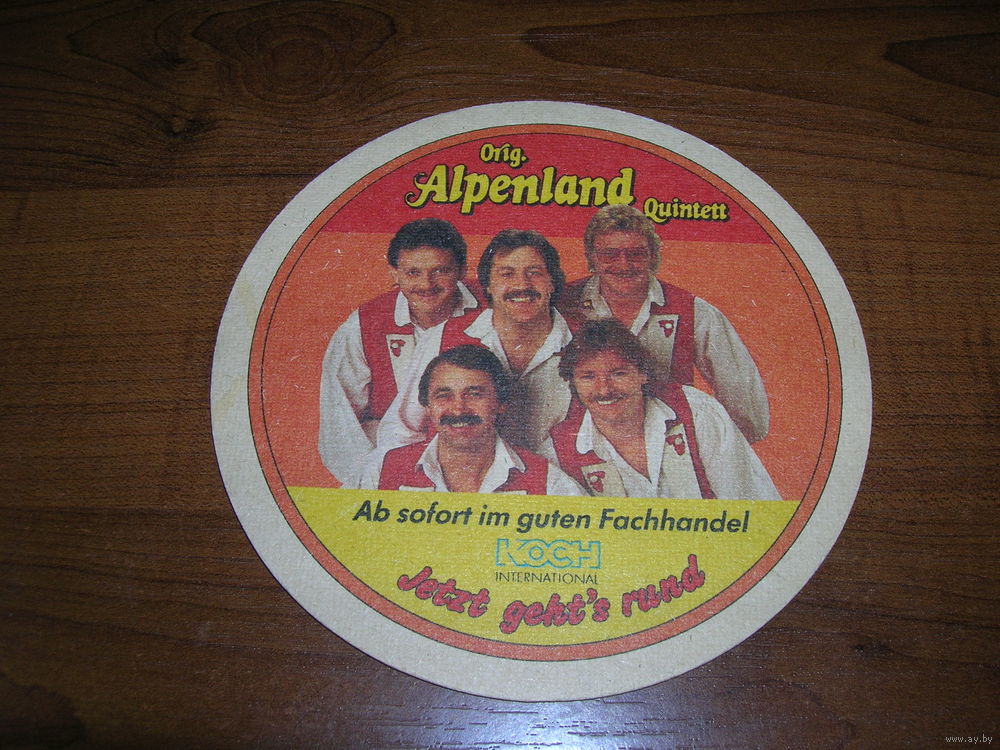 Orig.
Alpenland
Quintett
Ab sofort im guten Fachhandel
KOCH
INTERNATIONAL
Jetzt geht's rund
www.ay.by